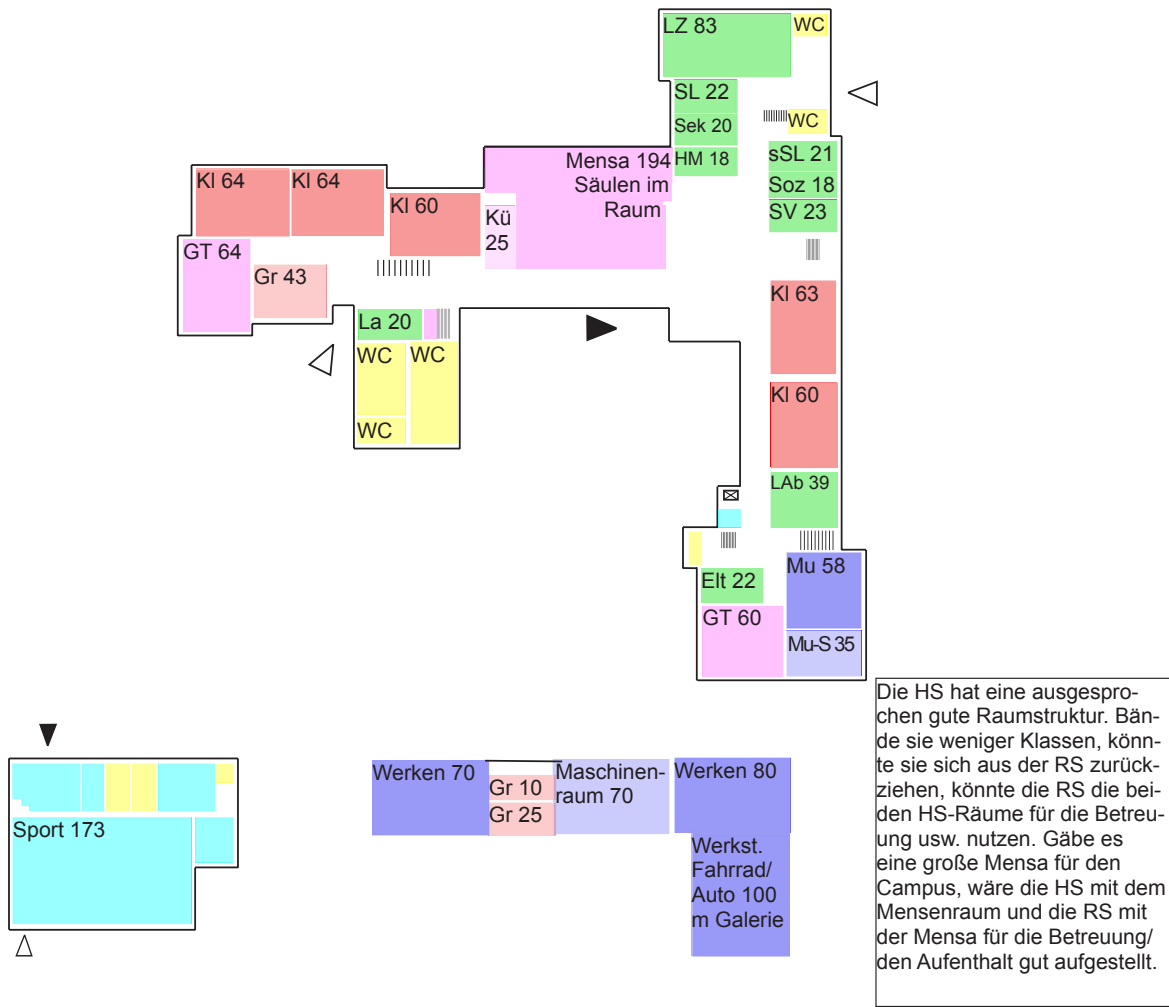 LZ 83
WC
SL 22
Sek 20
WC
HM 18
sSL 21
Soz 18
SV 23
Mensa 194
Säulen im
Raum
Kl 64
Kl 64
Kl 60
Kü
25
GT 64
Gr 43
La 20
WC
WC
WC
Kl 63
Kl 60
LAb 39
Mu 58
Elt 22
GT 60
Mu-S 35
Die HS hat eine ausgespro-
chen gute Raumstruktur. Bän-
de sie weniger Klassen, könn-
te sie sich aus der RS zurück-
ziehen, könnte die RS die bei-
den HS-Räume für die Betreu-
ung usw. nutzen. Gäbe es
eine große Mensa für den
Campus, wäre die HS mit dem
Mensenraum und die RS mit
der Mensa für die Betreuung/
den Aufenthalt gut aufgestellt.
Sport 173
Werken 70
Gr 10
Gr 25
Maschinen-
raum 70
Werken 80
Werkst.
Fahrrad/
Auto 100
m Galerie